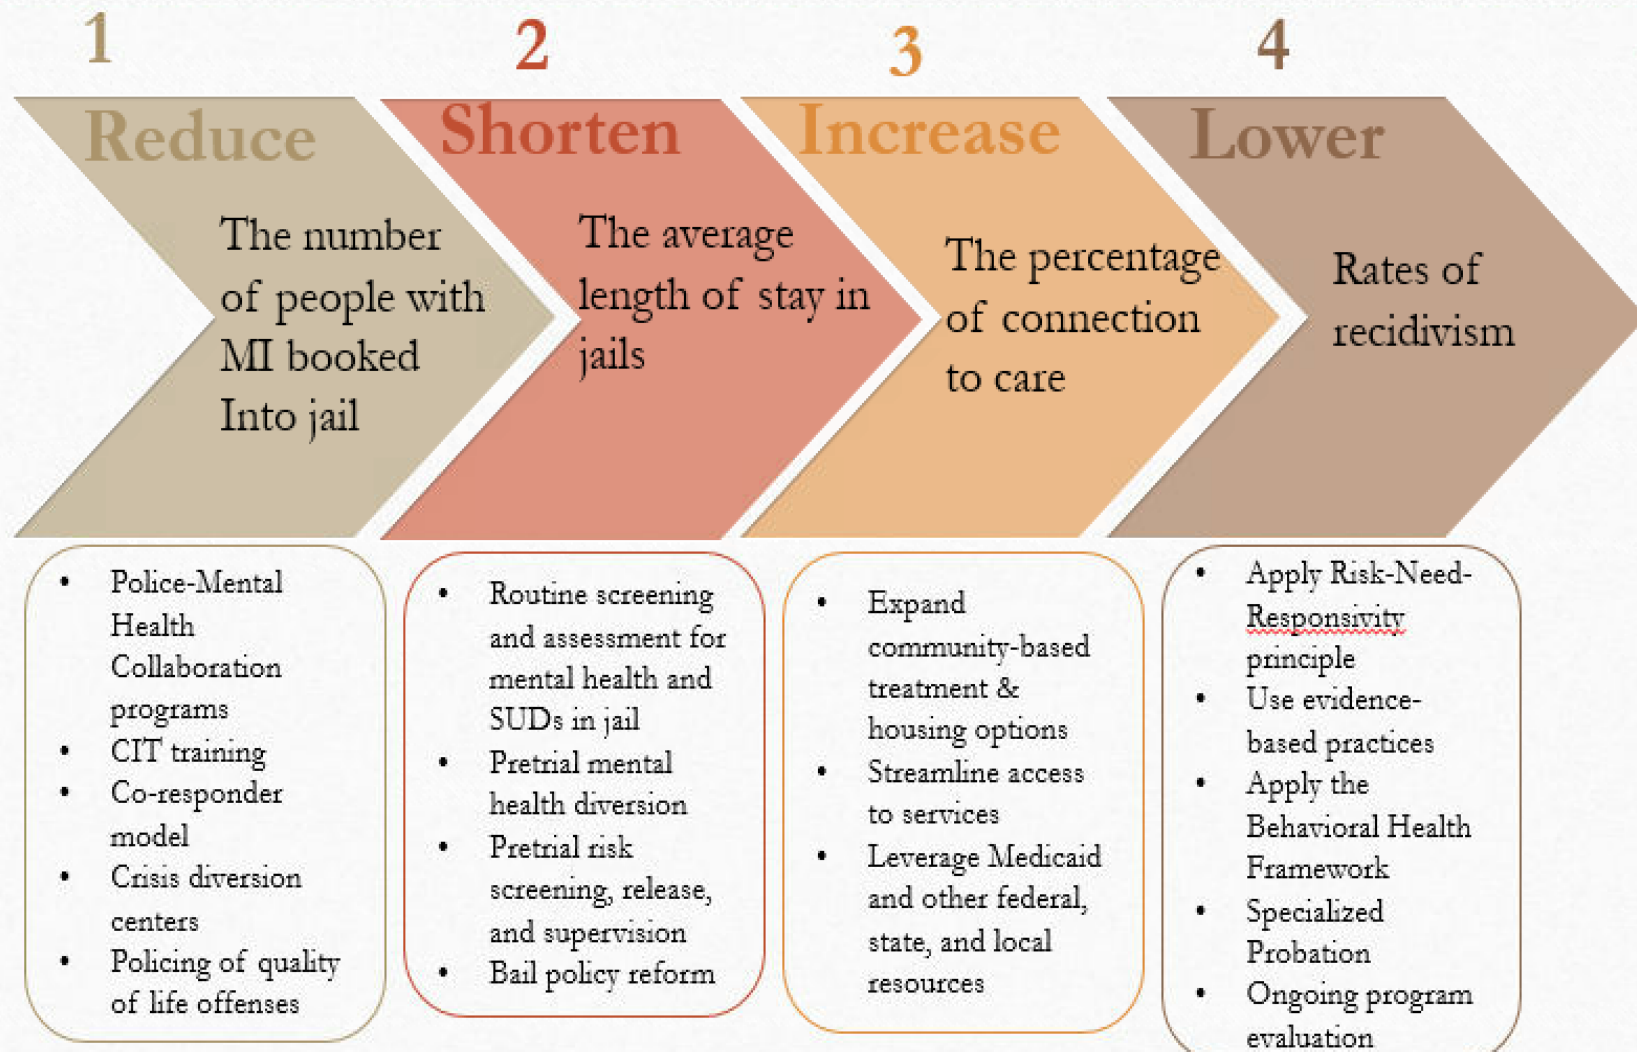 1
Reduce
The number
of people with
MI booked
Into jail
• Police-Mental
Health
Collaboration
programs
• CIT training
• Co-responder
model
• Crisis diversion
centers
• Policing of quality
of life offenses
2
Shorten
The average
length of stay in
jails
• Routine screening
and assessment for
mental health and
SUDs in jail
• Pretrial mental
health diversion
• Pretrial risk
screening, release,
and supervision
• Bail policy reform
3
Increase
The percentage
of connection
to care
• Expand
community-based
treatment &
housing options
• Streamline access
to services
• Leverage Medicaid
and other federal,
state, and local
resources
4
Lower
Rates of
recidivism
• Apply Risk-Need-
Responsivity
principle
• Use evidence-
based practices
• Apply the
Behavioral Health
Framework
• Specialized
Probation
• Ongoing program
evaluation